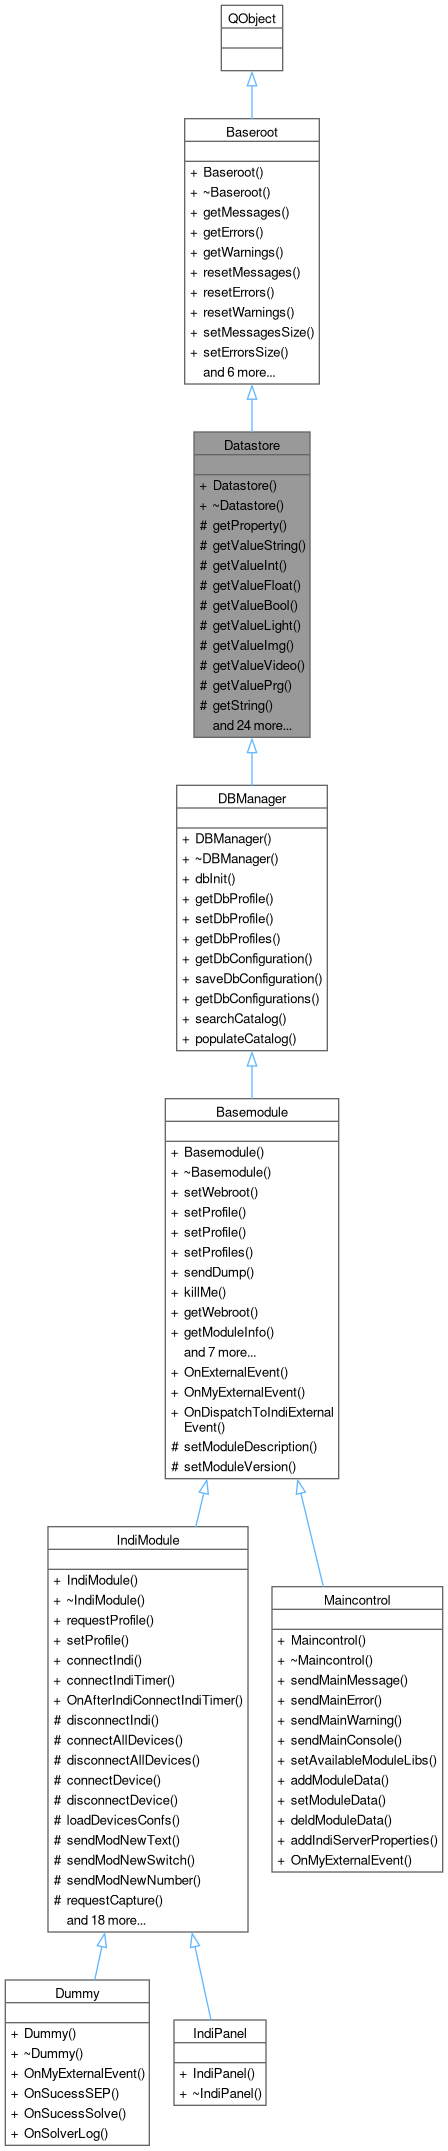 QObject
Baseroot
+ Baseroot()
+ ~Baseroot()
+ getMessages()
+ getErrors()
+ getWarnings()
+ resetMessages()
+ resetErrors()
+ resetWarnings()
+ setMessagesSize()
+ setErrorsSize()
and 6 more...
Datastore
+ Datastore()
+ ~Datastore()
# getProperty()
# getValueString()
# getValueInt()
# getValueFloat()
# getValueBool()
# getValueLight()
# getValueImg()
# getValueVideo()
# getValuePrg()
# getString()
and 24 more...
DBManager
+ DBManager()
+ ~DBManager()
+ dbInit()
+ getDbProfile()
+ setDbProfile()
+ getDbProfiles()
+ getDbConfiguration()
+ saveDbConfiguration()
+ getDbConfigurations()
+ searchCatalog()
+ populateCatalog()
Basemodule
+ Basemodule()
+ ~Basemodule()
+ setWebroot()
+ setProfile()
+ setProfile()
+ setProfiles()
+ sendDump()
+ killMe()
+ getWebroot()
+ getModuleInfo()
and 7 more...
+ OnExternalEvent()
+ OnMyExternalEvent()
+ OnDispatchToIndiExternal
Event()
# setModuleDescription()
# setModuleVersion()
IndiModule
+ IndiModule()
+ ~IndiModule()
+ requestProfile()
+ setProfile()
+ connectIndi()
+ connectIndiTimer()
+ OnAfterIndiConnectIndiTimer()
# disconnectIndi()
# connectAllDevices()
# disconnectAllDevices()
# connectDevice()
# disconnectDevice()
# loadDevicesConfs()
# sendModNewText()
# sendModNewSwitch()
# sendModNewNumber()
# requestCapture()
and 18 more...
Maincontrol
+ Maincontrol()
+ ~Maincontrol()
+ sendMainMessage()
+ sendMainError()
+ sendMainWarning()
+ sendMainConsole()
+ setAvailableModuleLibs()
+ addModuleData()
+ setModuleData()
+ deldModuleData()
+ addIndiServerProperties()
+ OnMyExternalEvent()
Dummy
+ Dummy()
+ ~Dummy()
+ OnMyExternalEvent()
+ OnSucessSEP()
+ OnSucessSolve()
+ OnSolverLog()
IndiPanel
+ IndiPanel()
+ ~IndiPanel()